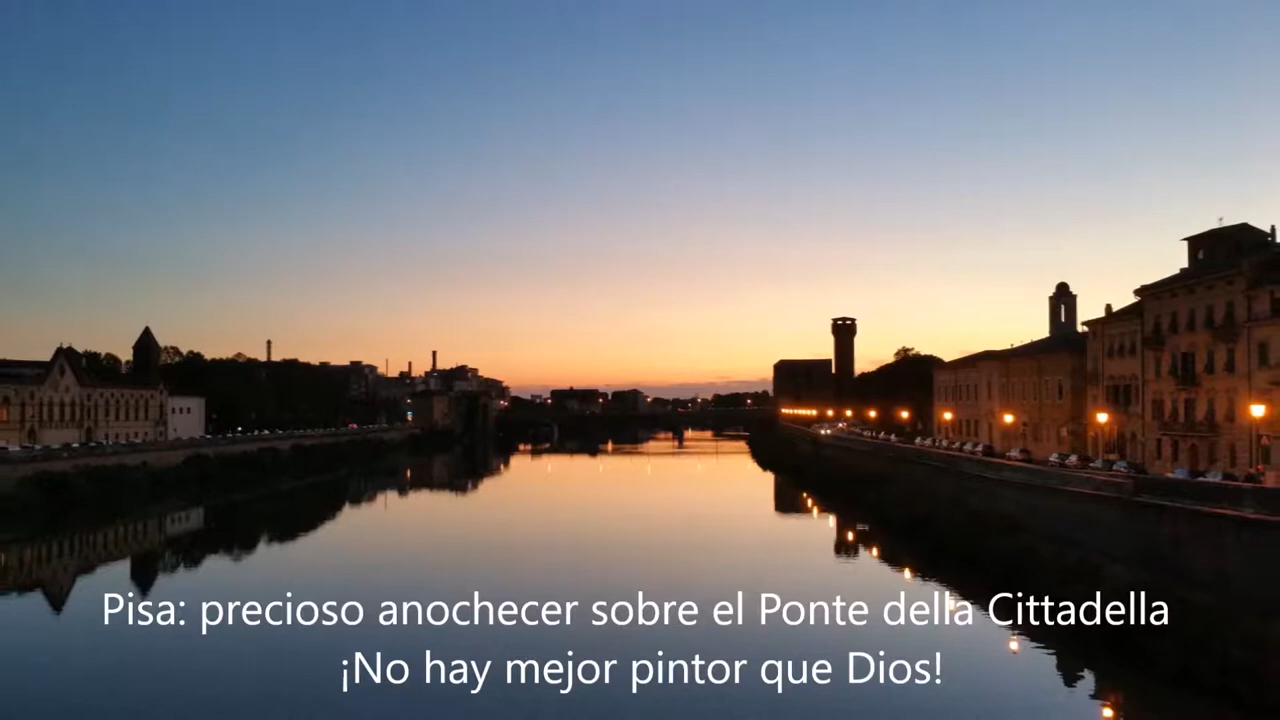 Pisa: precioso anochecer sobre el Ponte della Cittadella
¡No hay mejor pintor que Dios!